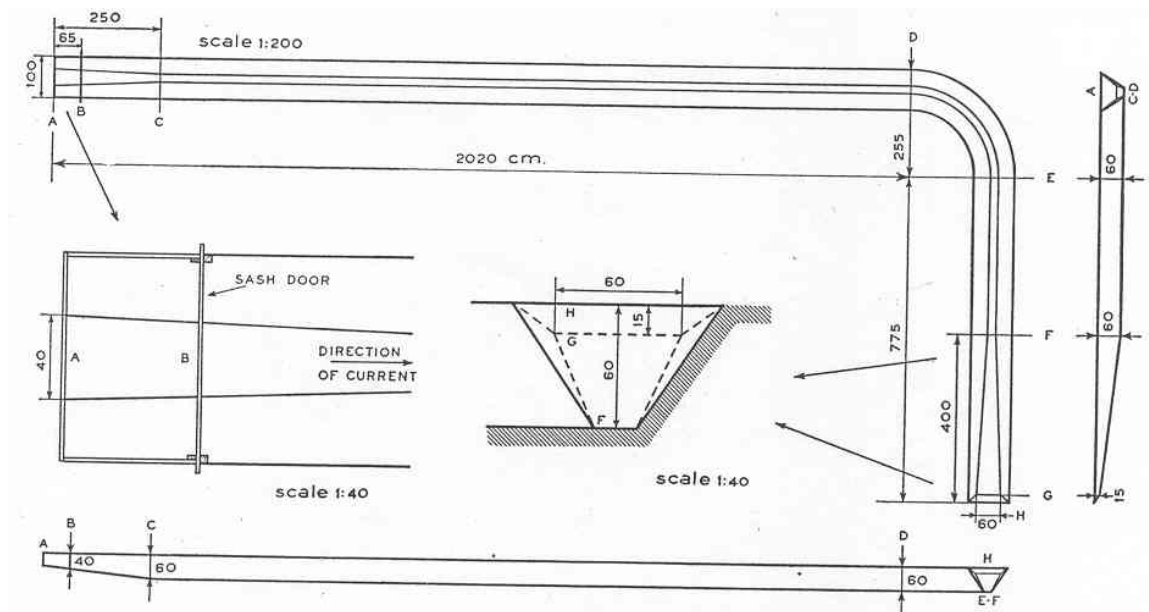 250
65
scale 1:200
100
A
B
C
D
2020 cm.
255
E
A
C-D
60
SASH DOOR
40
A
B
DIRECTION
OF CURRENT
scale 1:40
60
H
15
G
60
F
scale 1:40
775
400
F
60
G
15
60
H
A
B
C
40
60
D
60
H
E-F